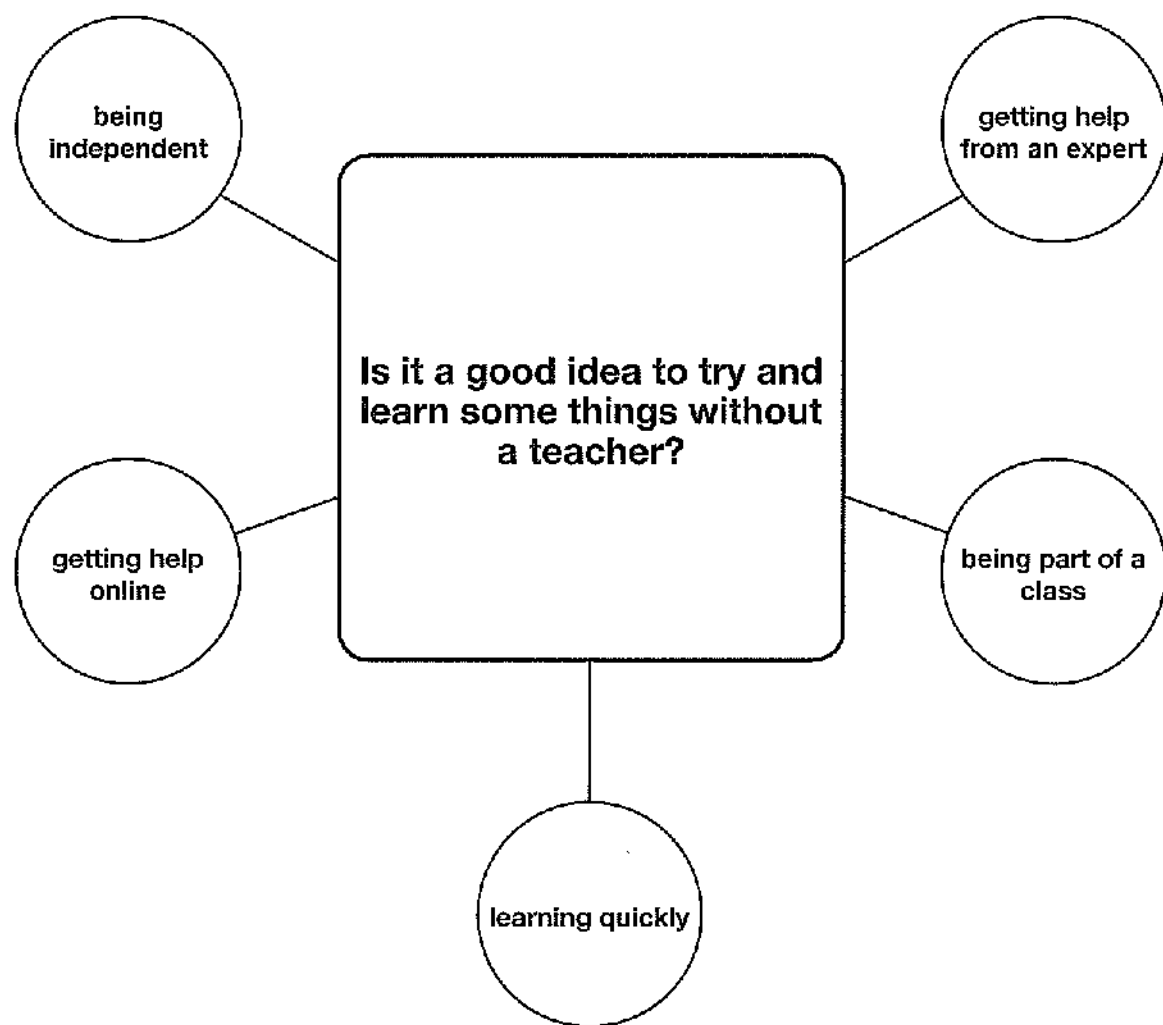 being
independent
getting help
from an expert
Is it a good idea to try and
learn some things without
a teacher?
getting help
online
being part of a
class
learning quickly